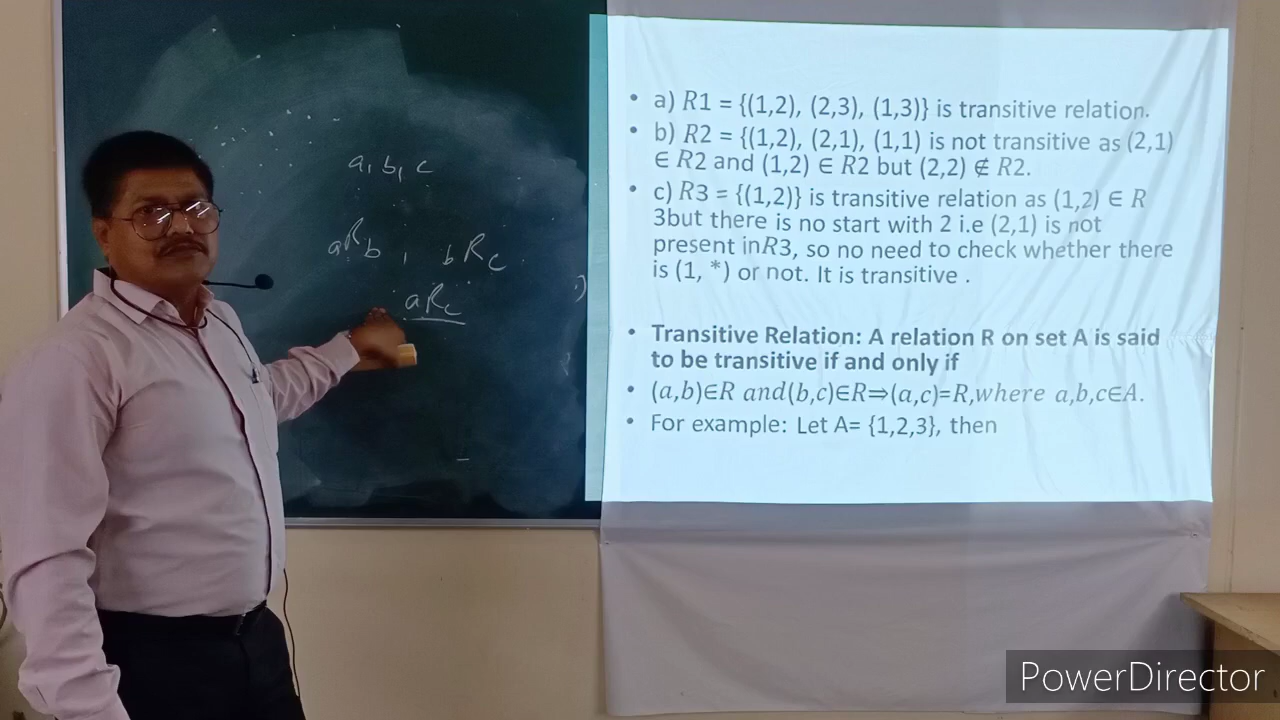 a, b, c
aRb , bRc
aRc
• a) R1 = {(1,2), (2,3), (1,3)} is transitive relation.
• b) R2 = {(1,2), (2,1), (1,1) is not transitive as (2,1)
∈ R2 and (1,2) ∈ R2 but (2,2) ∉ R2.
• c) R3 = {(1,2)} is transitive relation as (1,2) ∈ R
3but there is no start with 2 i.e (2,1) is not
present inR3, so no need to check whether there
is (1, *) or not. It is transitive .
• Transitive Relation: A relation R on set A is said
to be transitive if and only if
• (a,b)∈R and(b,c)∈R⇒(a,c)=R,where a,b,c∈A.
• For example: Let A= {1,2,3}, then
PowerDirector